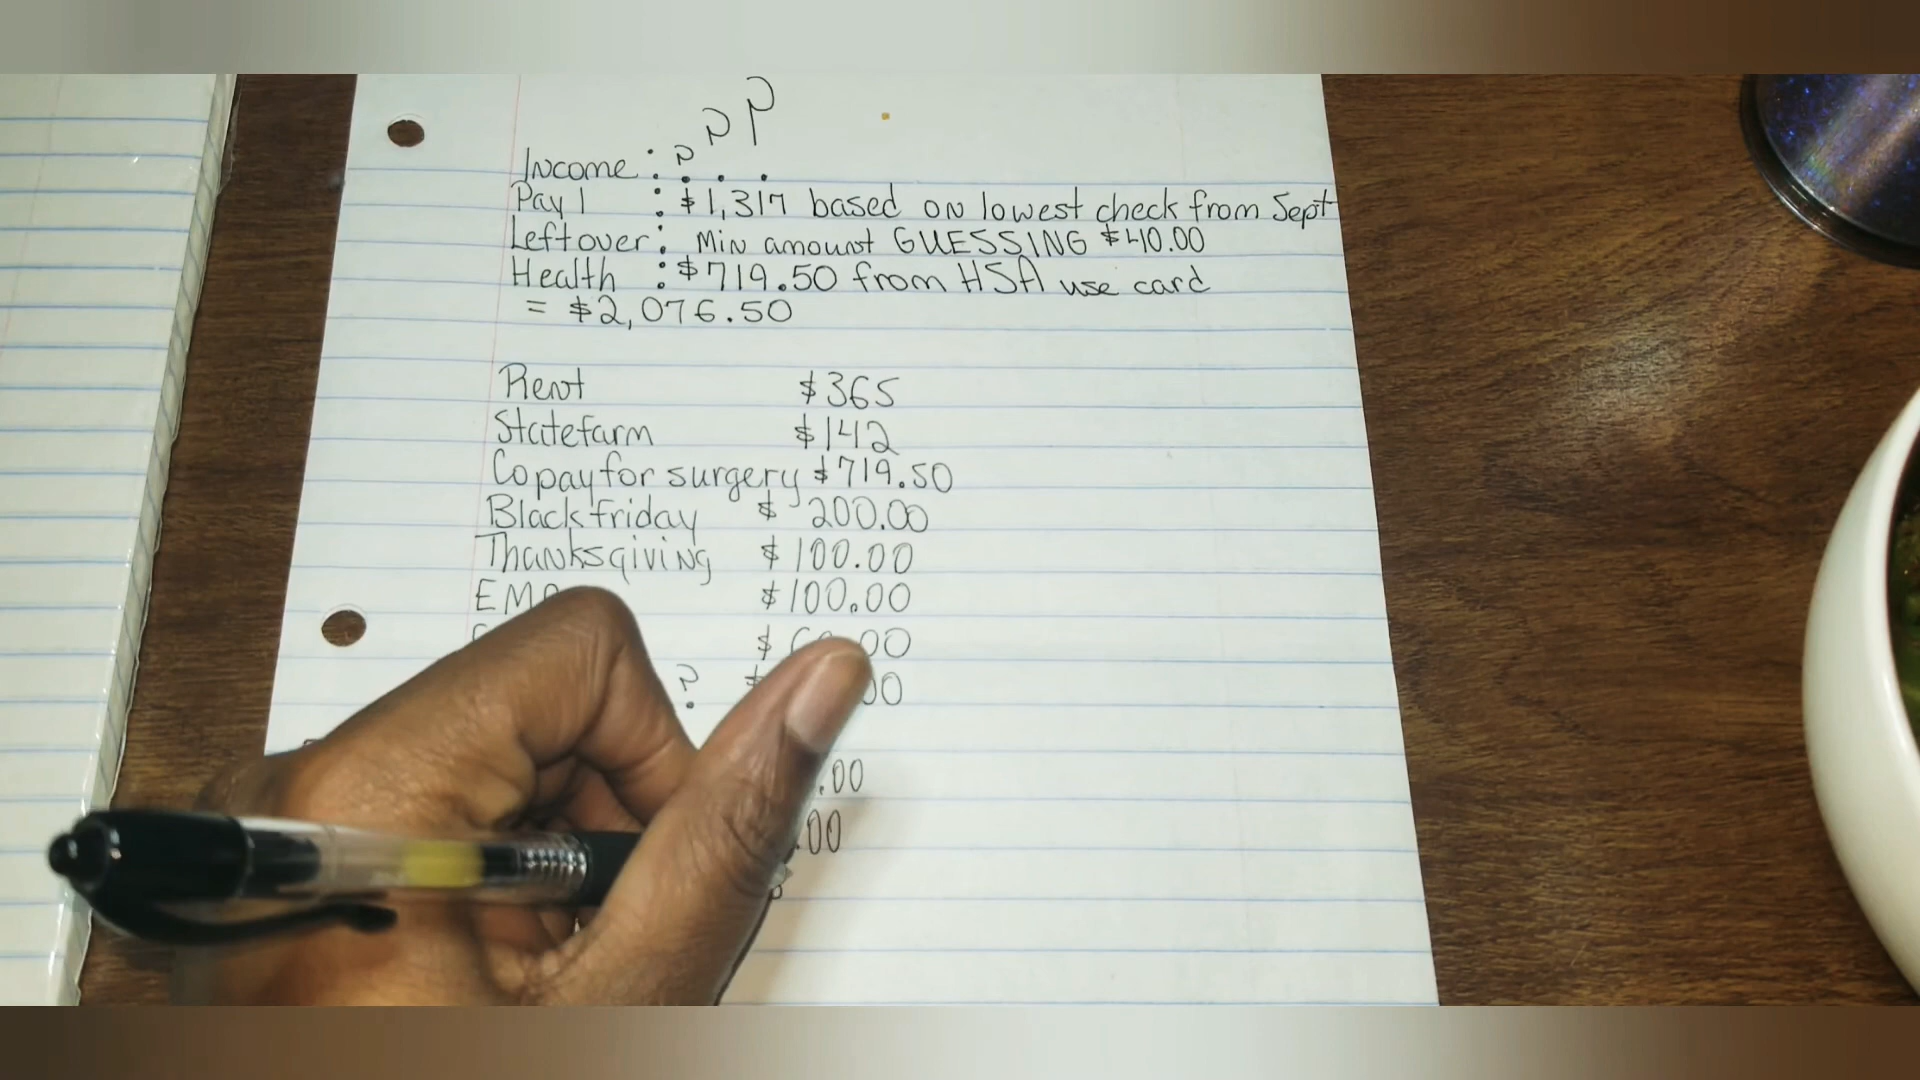 Income : ? ? ?
Pay 1 : $1,317 based on lowest check from Sept
Leftover: Min amount GUESSING $40.00
Health : $719.50 from HSA use card
= $2,076.50
Rent $365
Statefarm $142
Copay for surgery $719.50
Black friday $ 200.00
Thanksgiving $ 100.00
$100.00
$
? $
.00
.00